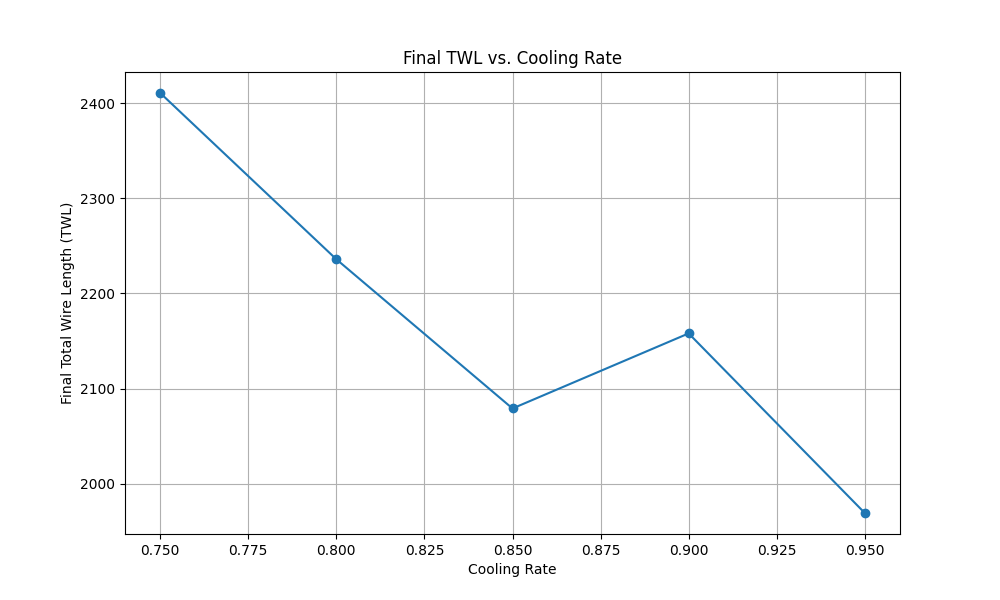 Final TWL vs. Cooling Rate
Final Total Wire Length (TWL)
2400
2300
2200
2100
2000
0.750 0.775 0.800 0.825 0.850 0.875 0.900 0.925 0.950
Cooling Rate